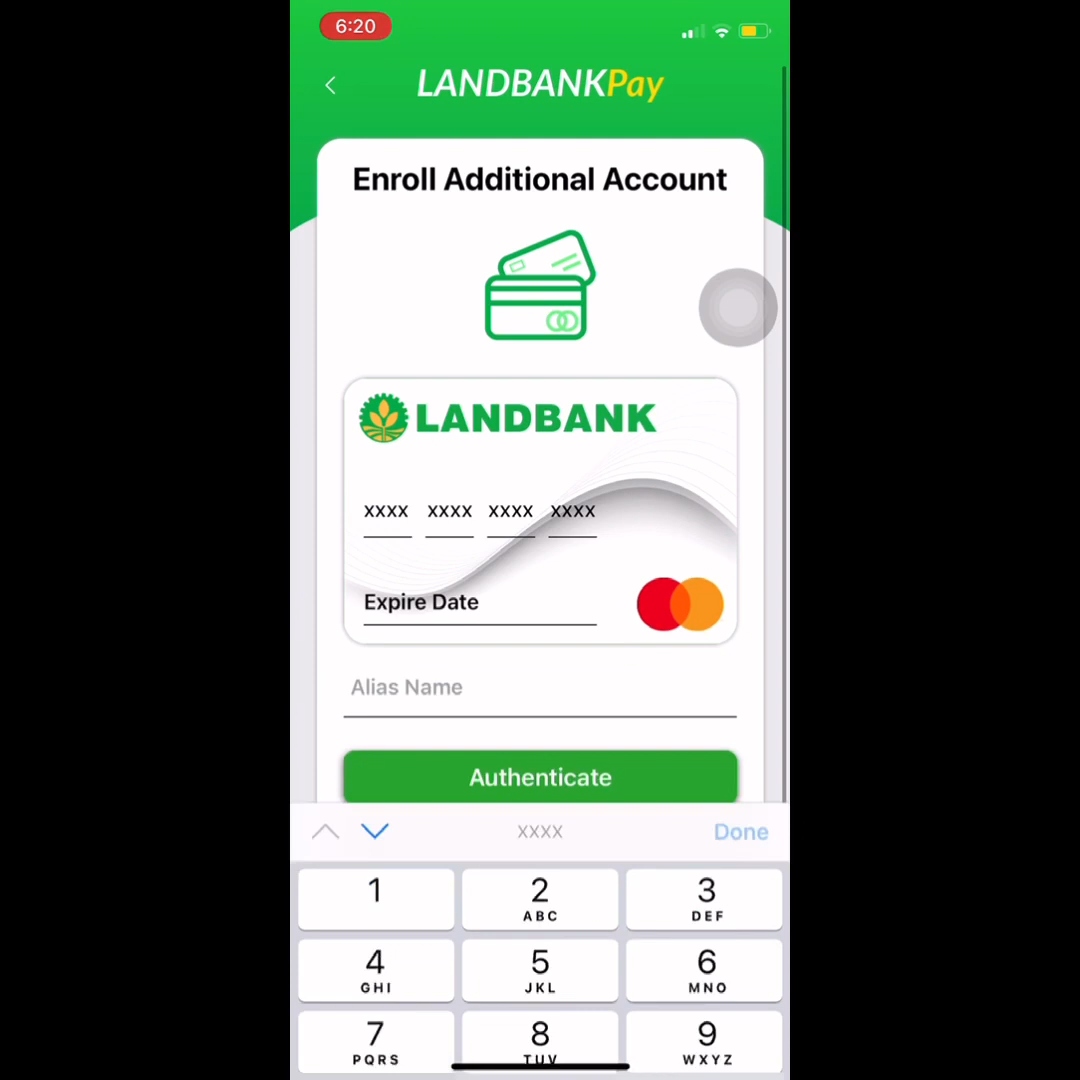 6:20
LANDBANKPay
Enroll Additional Account
LANDBANK
xxxx xxxx xxxx xxxx
Expire Date
Alias Name
Authenticate
xxxx Done
1 2 3
ABC DEF
4 5 6
GHI JKL MNO
7 8 9
PQRS TUV WXYZ